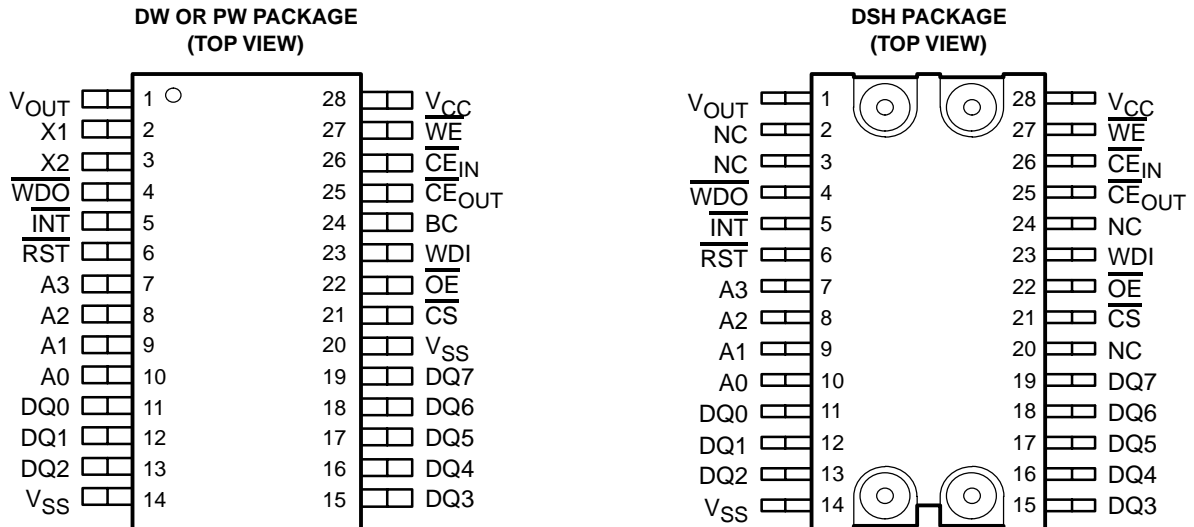 DW OR PW PACKAGE
(TOP VIEW)
VOUT 1 28 VCC
X1 2 27 WE
X2 3 26 CEIN
WDO 4 25 CEOUT
INT 5 24 BC
RST 6 23 WDI
A3 7 22 OE
A2 8 21 CS
A1 9 20 VSS
A0 10 19 DQ7
DQ0 11 18 DQ6
DQ1 12 17 DQ5
DQ2 13 16 DQ4
VSS 14 15 DQ3
DSH PACKAGE
(TOP VIEW)
VOUT 1 28 VCC
NC 2 27 WE
NC 3 26 CEIN
WDO 4 25 CEOUT
INT 5 24 NC
RST 6 23 WDI
A3 7 22 OE
A2 8 21 CS
A1 9 20 NC
A0 10 19 DQ7
DQ0 11 18 DQ6
DQ1 12 17 DQ5
DQ2 13 16 DQ4
VSS 14 15 DQ3